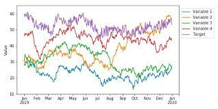 60
50
40
30
20
10
Value
Jan
2019
Feb
Mar
Apr
May
Jun
Jul
Aug
Sep
Oct
Nov
Dec
Jan
2020
Variable 1
Variable 2
Variable 3
Variable 4
Target